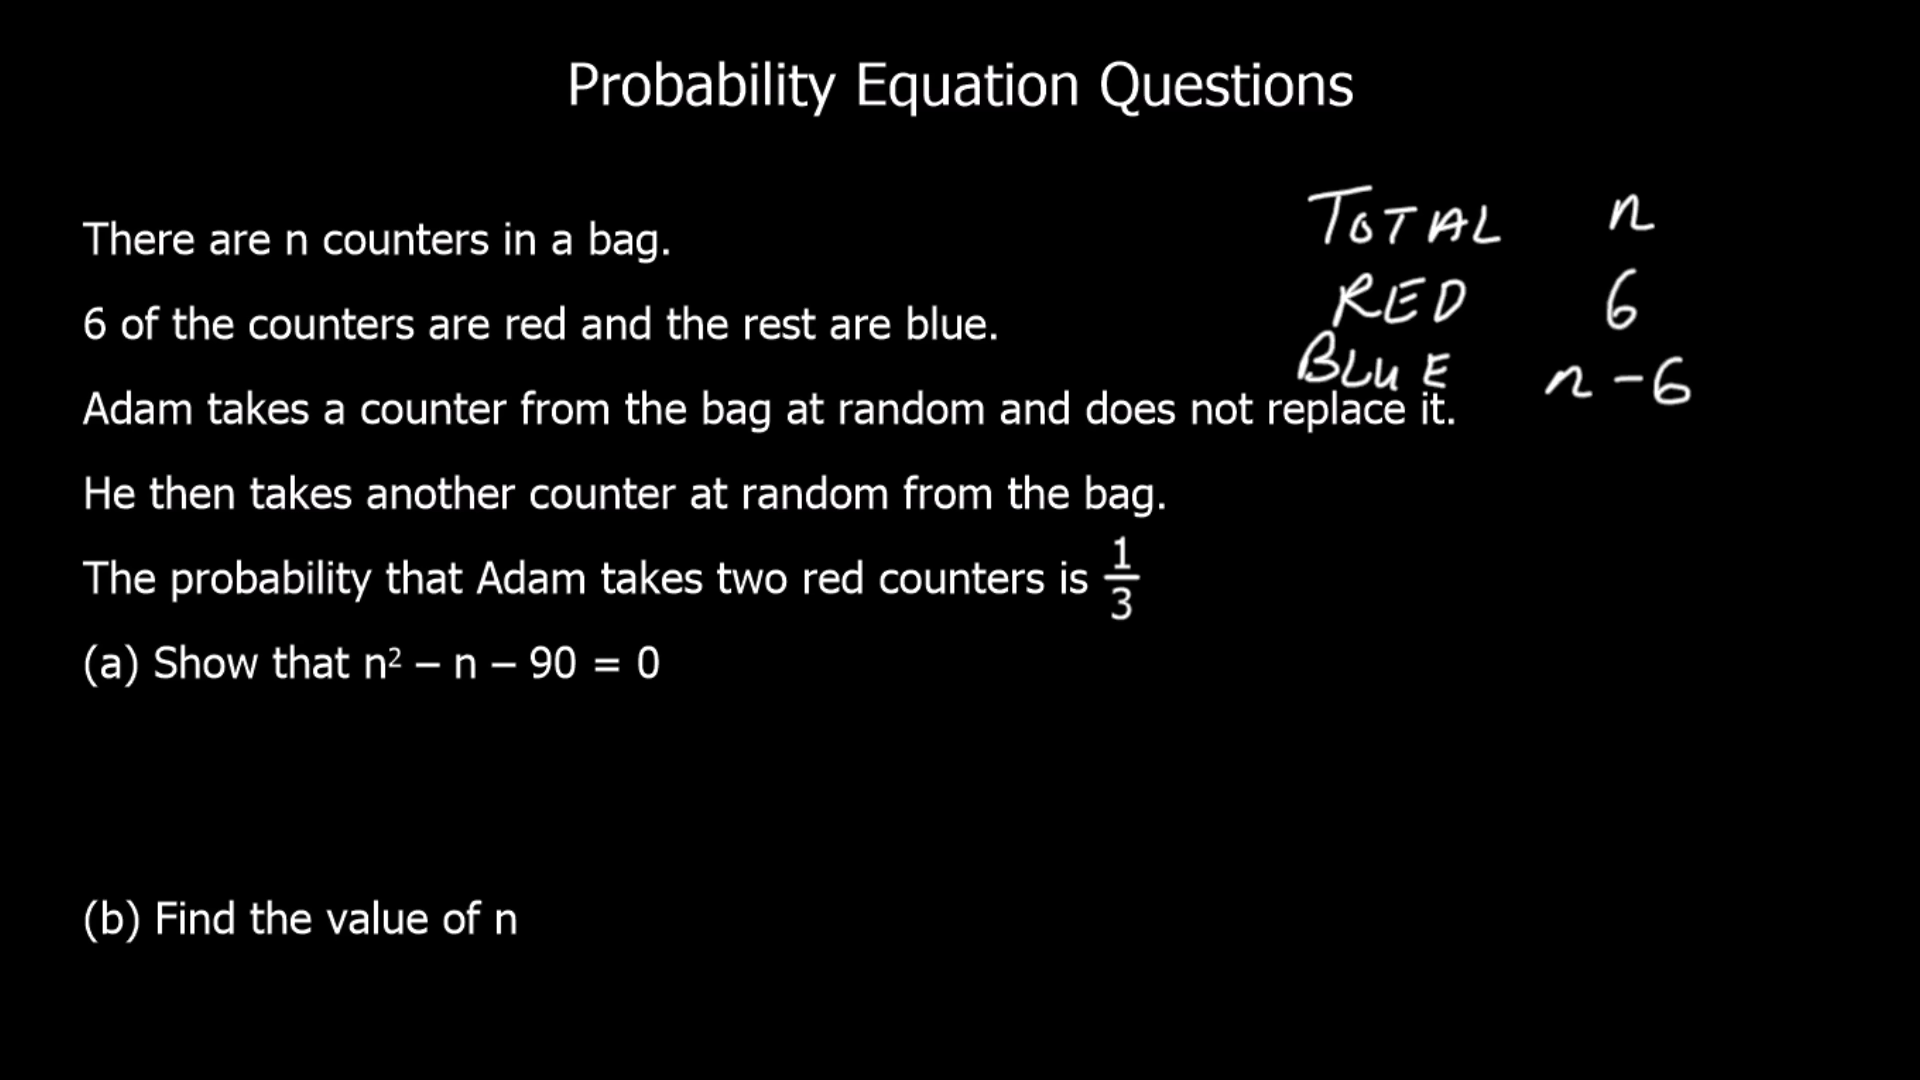 Probability Equation Questions
TOTAL n
There are n counters in a bag.
RED 6
6 of the counters are red and the rest are blue.
BLUE n - 6
Adam takes a counter from the bag at random and does not replace it.
He then takes another counter at random from the bag.
The probability that Adam takes two red counters is 1/3
(a) Show that n² – n – 90 = 0
(b) Find the value of n